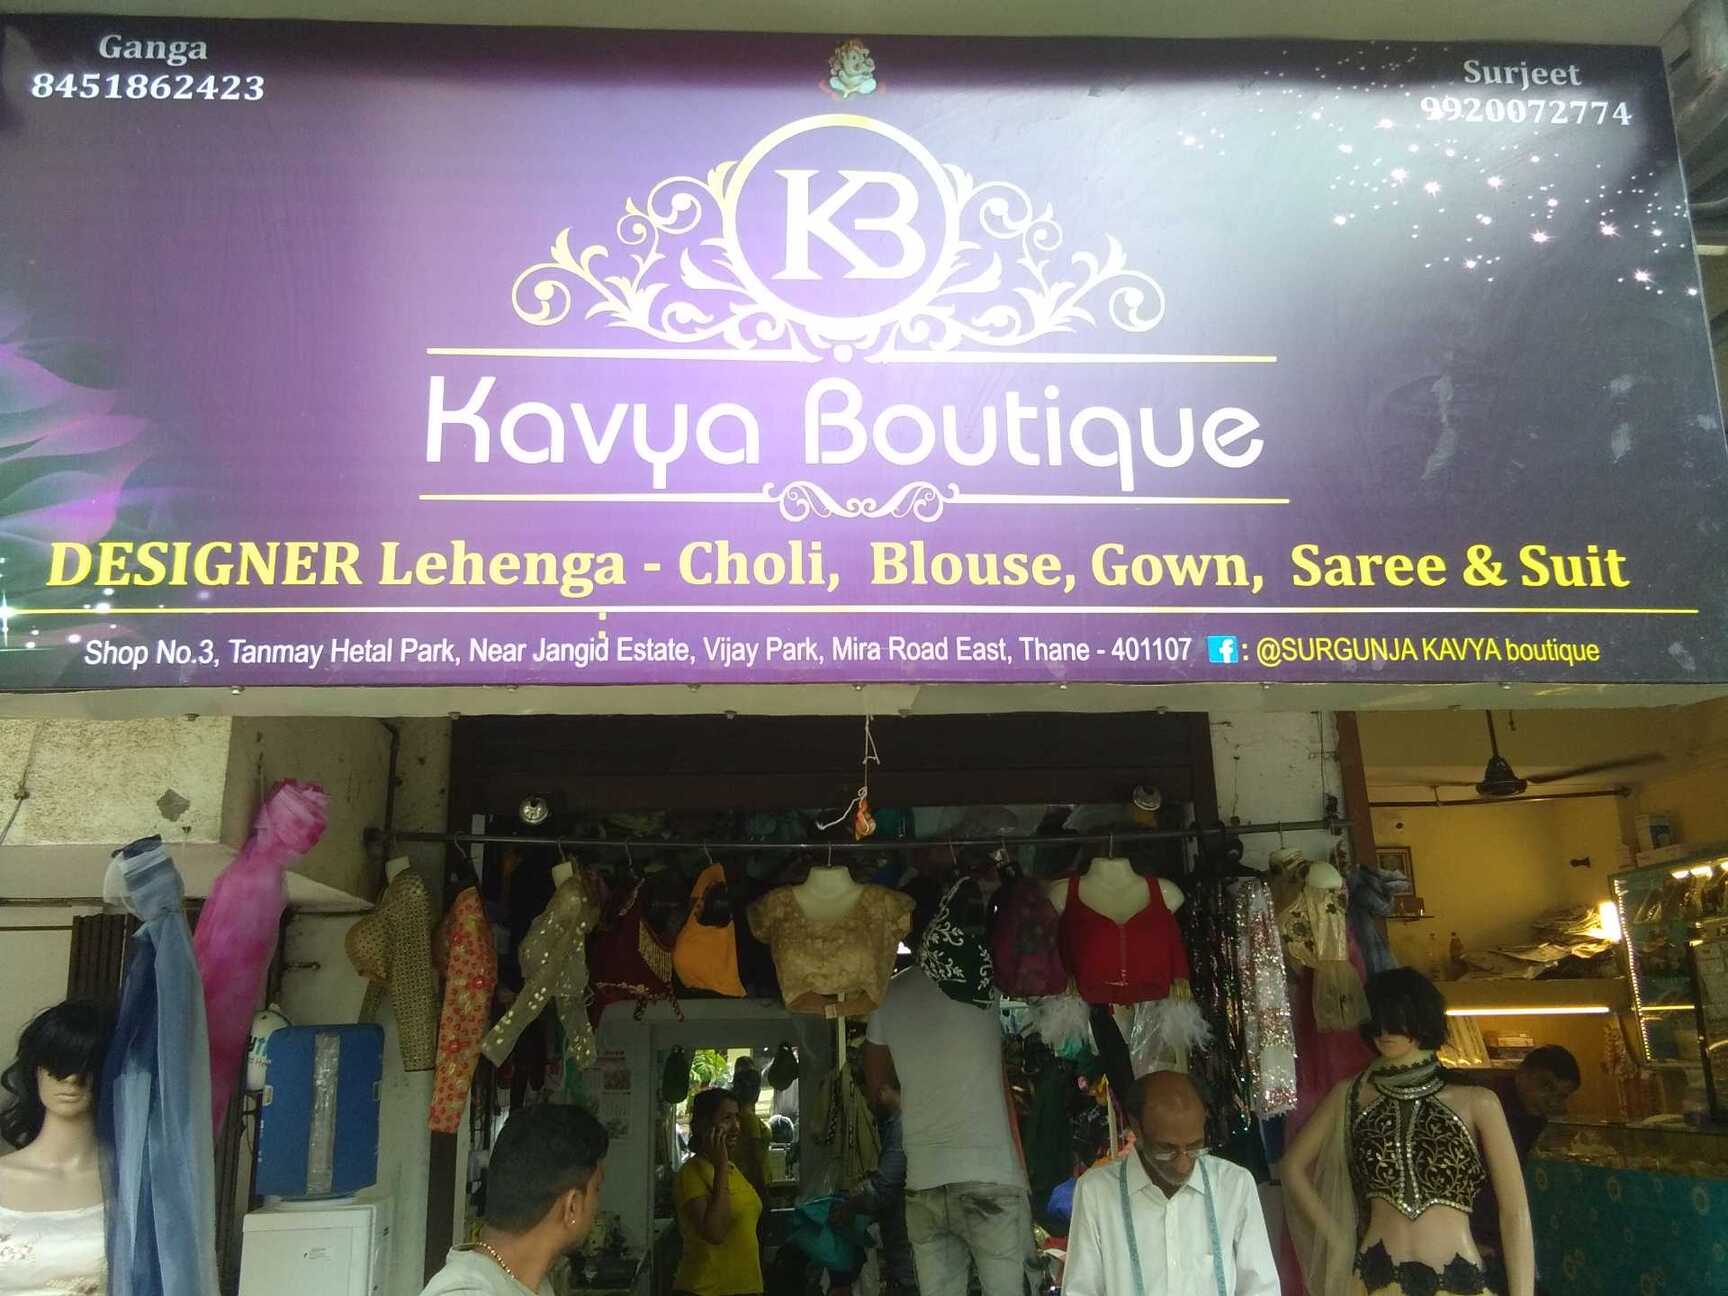 Ganga
8451862423
Surjeet
9920072774
KB
Kavya Boutique
DESIGNER Lehenga - Choli, Blouse, Gown, Saree & Suit
Shop No.3, Tanmay Hetal Park, Near Jangid Estate, Vijay Park, Mira Road East, Thane - 401107 f : @SURGUNJA KAVYA boutique